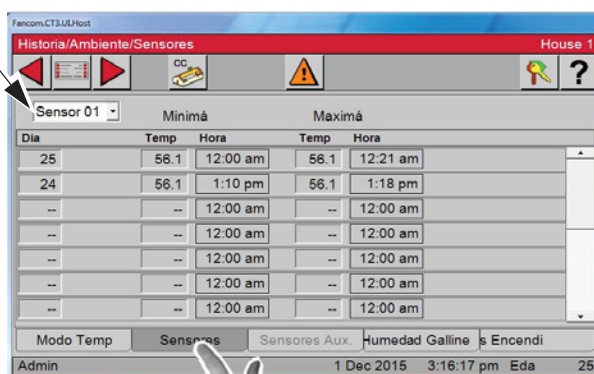 Fancom.CT3.ULHost
Historia/Ambiente/Sensores House 1
CC ?
Sensor 01 Minimá Maximá
Dia Temp Hora Temp Hora
25 56.1 12:00 am 56.1 12:21 am
24 56.1 1:10 pm 56.1 1:18 pm
-- -- 12:00 am -- 12:00 am
-- -- 12:00 am -- 12:00 am
-- -- 12:00 am -- 12:00 am
-- -- 12:00 am -- 12:00 am
-- -- 12:00 am -- 12:00 am
Modo Temp Sensores Sensores Aux. Humedad Galline s Encendi
Admin 1 Dec 2015 3:16:17 pm Eda 25